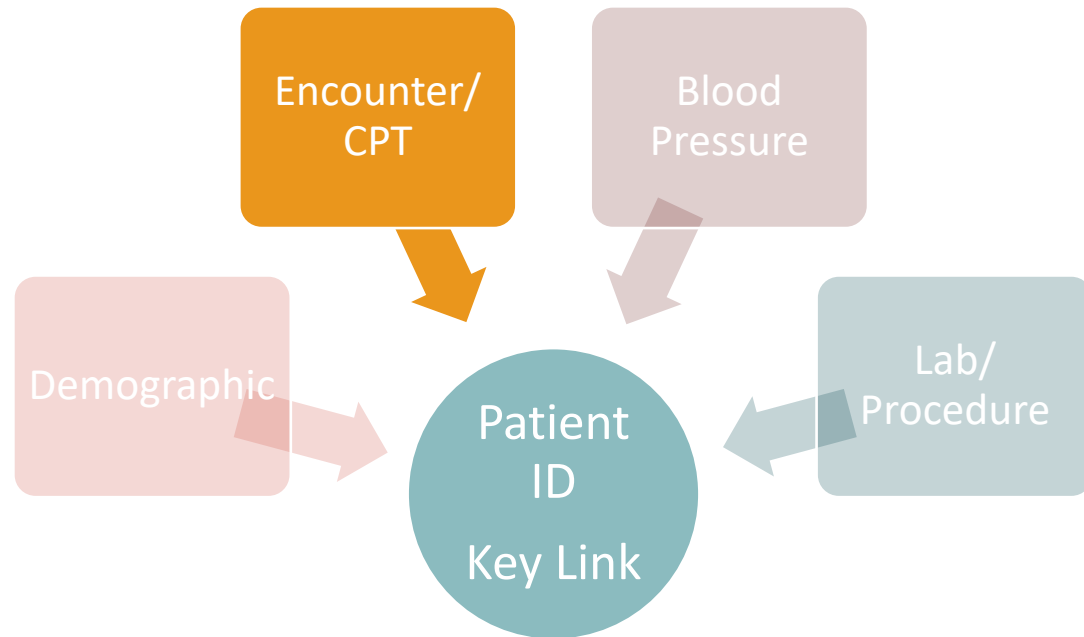 Encounter/
CPT
Blood
Pressure
Demographic
Lab/
Procedure
Patient
ID
Key Link